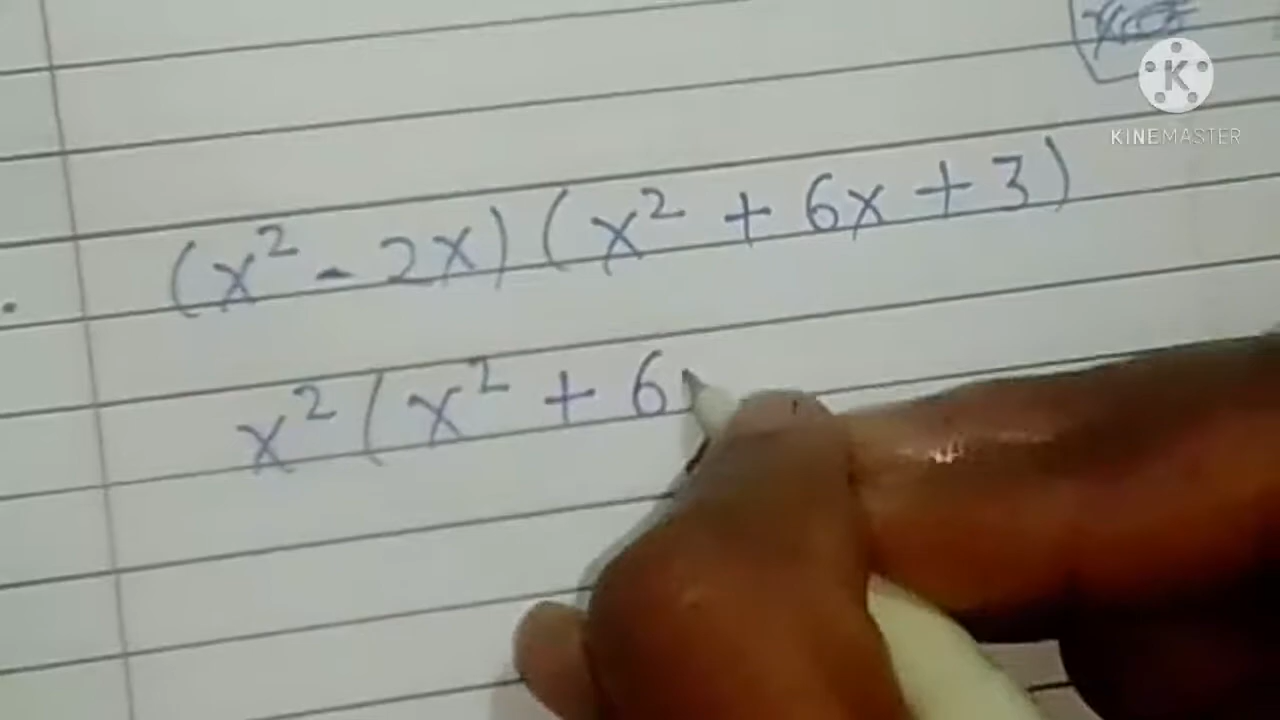 KINEMASTER
(x² - 2x) (x² + 6x + 3)
x² ( x² + 6